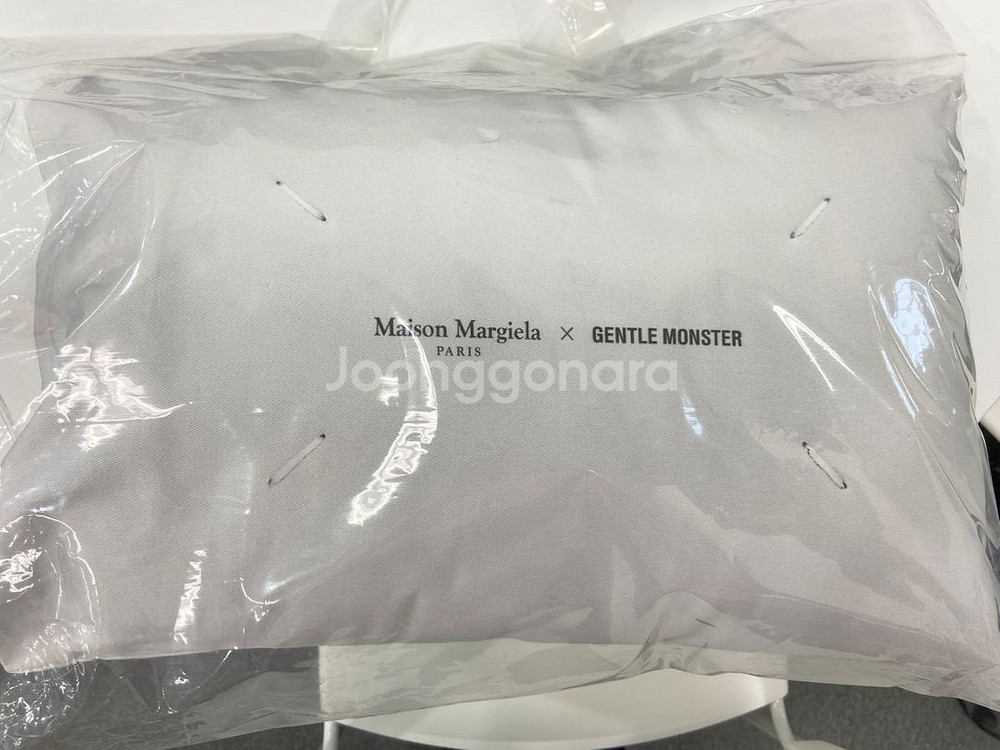 Maison Margiela × GENTLE MONSTER
PARIS
Joonggonara